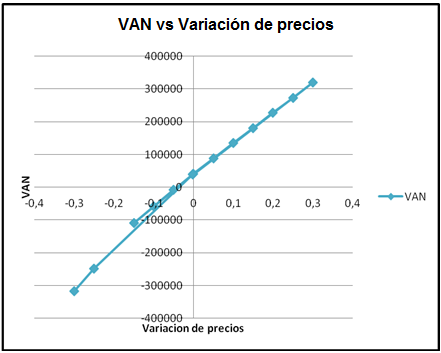 VAN vs Variación de precios
400000
300000
200000
100000
0
-100000
-200000
-300000
-400000
-0,4 -0,3 -0,2 -0,1 0 0,1 0,2 0,3 0,4
VAN
Variacion de precios
VAN